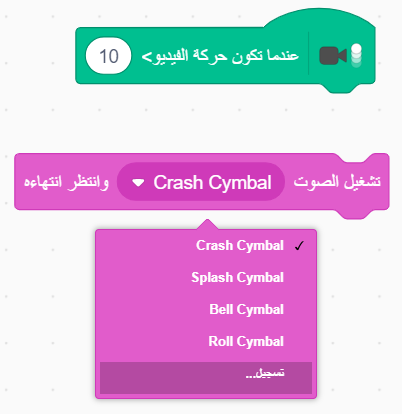 عندما تكون حركة الفيديو> 10
تشغيل الصوت Crash Cymbal وانتظر انتهاءه
✓ Crash Cymbal
Splash Cymbal
Bell Cymbal
Roll Cymbal
تسجيل...